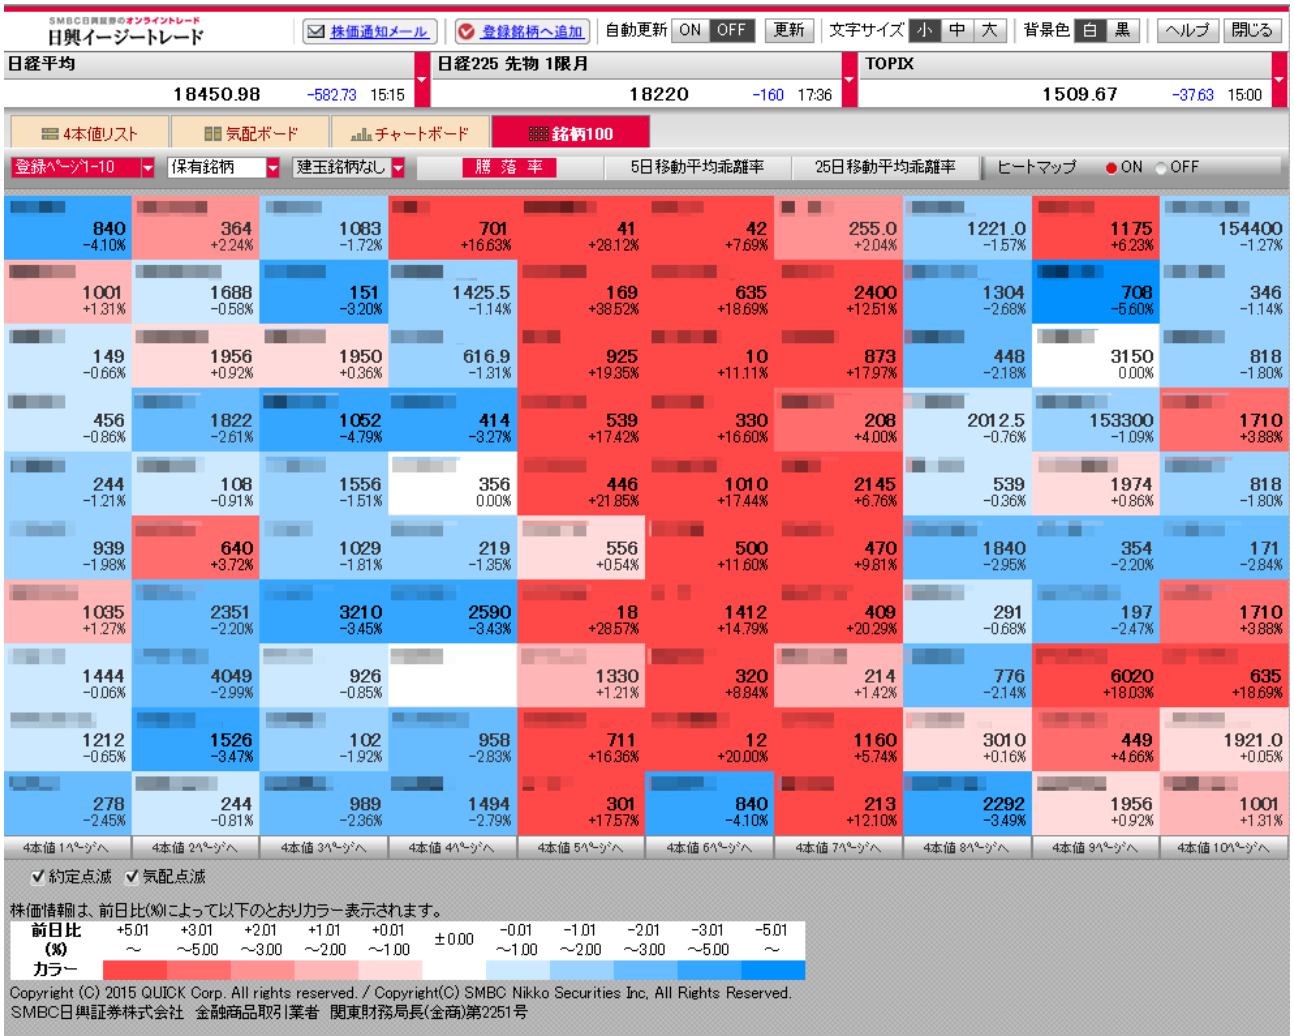 SMBC日興證券のオンライントレード
日興イージートレード
株価通知メール 登録銘柄へ追加 自動更新 ON OFF 更新 文字サイズ 小 中 大 背景色 白 黒 ヘルプ 閉じる
日経平均 日経225 先物 1限月 TOPIX
18450.98 -582.73 15:15 18220 -160 17:36 1509.67 -37.63 15:00
4本値リスト 気配ボード チャートボード 銘柄100
登録ページ1-10 保有銘柄 建玉銘柄なし 騰落率 5日移動平均乖離率 25日移動平均乖離率 ヒートマップ ON OFF
840 364 1083 701 41 42 255.0 1221.0 1175 154400
-4.10% +2.24% -1.72% +16.63% +28.12% +7.69% +2.04% -1.57% +6.23% -1.27%
1001 1688 151 1425.5 169 635 2400 1304 708 346
+1.31% -0.58% -3.20% -1.14% +38.52% +18.69% +12.51% -2.68% -5.60% -1.14%
149 1956 1950 616.9 925 10 873 448 3150 818
-0.66% +0.92% +0.36% -1.31% +19.35% +11.11% +17.97% -2.18% 0.00% -1.80%
456 1822 1052 414 539 330 208 2012.5 153300 1710
-0.86% -2.61% -4.79% -3.27% +17.42% +16.60% +4.00% -0.76% -1.09% +3.88%
244 108 1556 356 446 1010 2145 539 1974 818
-1.21% -0.91% -1.51% 0.00% +21.85% +17.44% +6.76% -0.36% +0.86% -1.80%
939 640 1029 219 556 500 470 1840 354 171
-1.98% +3.72% -1.81% -1.35% +0.54% +11.60% +9.81% -2.95% -2.20% -2.84%
1035 2351 3210 2590 18 1412 409 291 197 1710
+1.27% -2.20% -3.45% -3.43% +28.57% +14.79% +20.29% -0.68% -2.47% +3.88%
1444 4049 926 1330 320 214 776 6020 635
-0.06% -2.99% -0.85% +1.21% +8.84% +1.42% -2.14% +18.03% +18.69%
1212 1526 102 958 711 12 1160 3010 449 1921.0
-0.65% -3.47% -1.92% -2.83% +16.36% +20.00% +5.74% +0.16% +4.66% +0.05%
278 244 989 1494 301 840 213 2292 1956 1001
-2.45% -0.81% -2.36% -2.79% +17.57% -4.10% +12.10% -3.49% +0.92% +1.31%
4本値 1ページへ 4本値 2ページへ 4本値 3ページへ 4本値 4ページへ 4本値 5ページへ 4本値 6ページへ 4本値 7ページへ 4本値 8ページへ 4本値 9ページへ 4本値 10ページへ
約定点滅 気配点滅
株価情報は、前日比(%)によって以下のとおりカラー表示されます。
前日比 +5.01 +3.01 +2.01 +1.01 +0.01 ±0.00 -0.01 -1.01 -2.01 -3.01 -5.01
(%) ～ ～5.00 ～3.00 ～2.00 ～1.00 ～1.00 ～2.00 ～3.00 ～5.00 ～
カラー
Copyright (C) 2015 QUICK Corp. All rights reserved. / Copyright(C) SMBC Nikko Securities Inc, All Rights Reserved.
SMBC日興証券株式会社 金融商品取引業者 関東財務局長(金商)第2251号